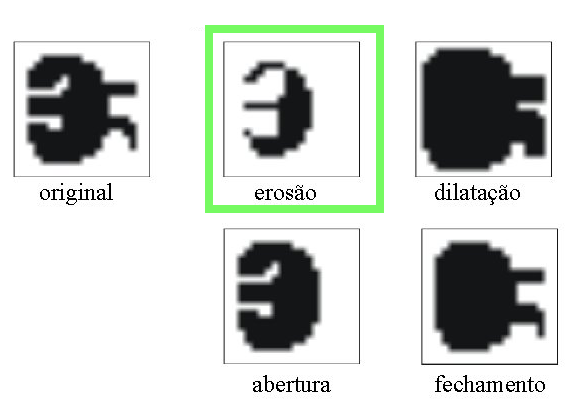 original
erosão
dilatação
abertura
fechamento